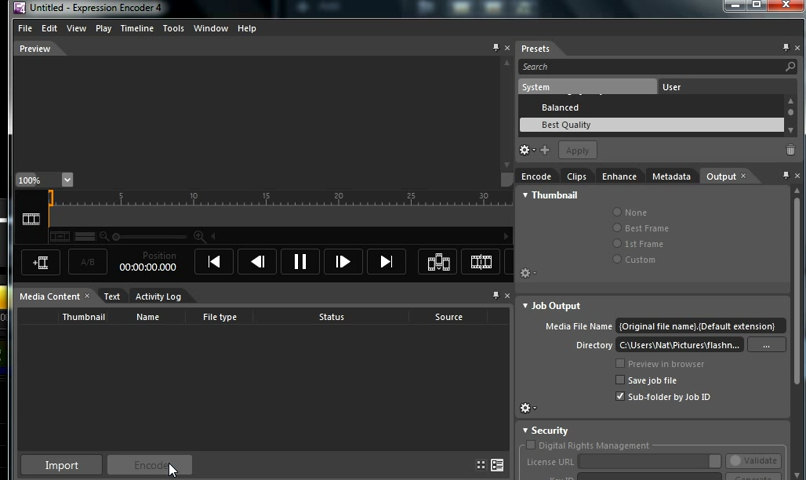 Untitled - Expression Encoder 4
File Edit View Play Timeline Tools Window Help
Preview
Presets
Search
System User
Balanced
Best Quality
Apply
100%
5 10 15 20 25 30
A/B
Position
00:00:00.000
Encode Clips Enhance Metadata Output
Thumbnail
None
Best Frame
1st Frame
Custom
Job Output
Media File Name {Original file name}.{Default extension}
Directory C:\Users\Nat\Pictures\flashn... ...
Preview in browser
Save job file
Sub-folder by Job ID
Security
Digital Rights Management
License URL Validate
Media Content Text Activity Log
Thumbnail Name File type Status Source
Import Encode